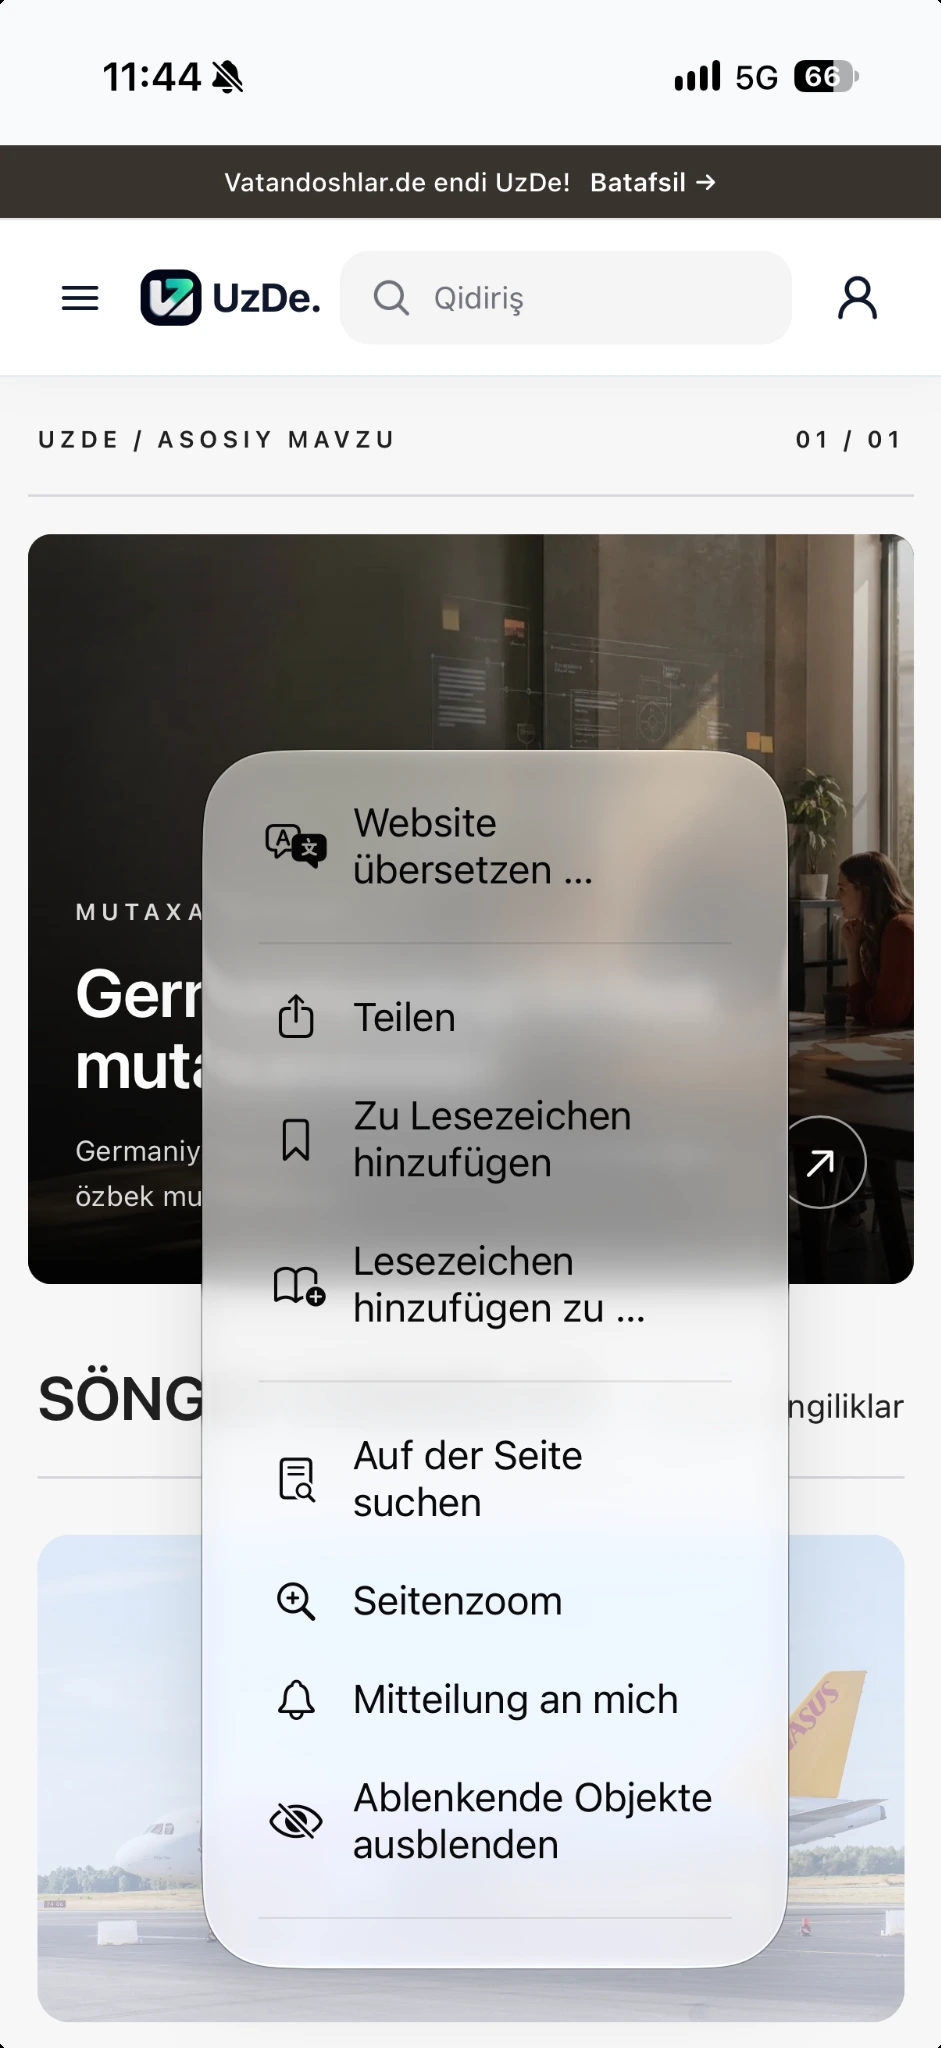 11:44
5G 66
Vatandoshlar.de endi UzDe! Batafsil →
UzDe.
Qidiriş
UZDE / ASOSIY MAVZU
01 / 01
MUTAXA
Germ
muta
Germaniy
özbek mu
Website
übersetzen ...
Teilen
Zu Lesezeichen
hinzufügen
Lesezeichen
hinzufügen zu ...
SÖNG
ngiliklar
Auf der Seite
suchen
Seitenzoom
Mitteilung an mich
Ablenkende Objekte
ausblenden
ASUS